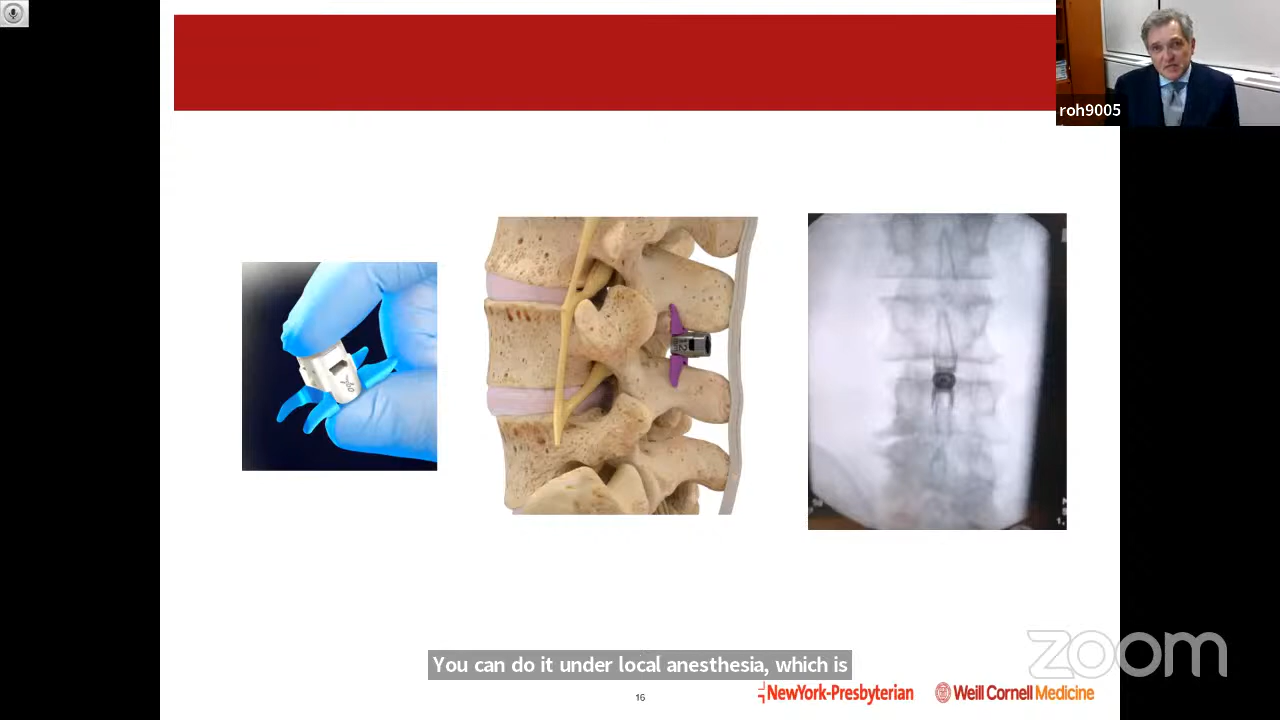 roh9005
You can do it under local anesthesia, which is
16
NewYork-Presbyterian
Weill Cornell Medicine
zoom